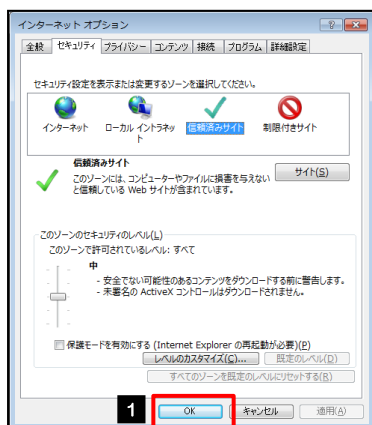 インターネット オプション
全般 セキュリティ プライバシー コンテンツ 接続 プログラム 詳細設定
セキュリティ設定を表示または変更するゾーンを選択してください。
インターネット ローカル イントラネット 信頼済みサイト 制限付きサイト
信頼済みサイト
このゾーンには、コンピューターやファイルに損害を与えない
と信頼している Web サイトが含まれています。
サイト(S)
このゾーンのセキュリティのレベル(L)
このゾーンで許可されているレベル: すべて
中
- 安全でない可能性のあるコンテンツをダウンロードする前に警告します。
- 未署名の ActiveX コントロールはダウンロードされません。
保護モードを有効にする (Internet Explorer の再起動が必要)(P)
レベルのカスタマイズ(C)... 既定のレベル(D)
すべてのゾーンを既定のレベルにリセットする(R)
1 OK キャンセル 適用(A)